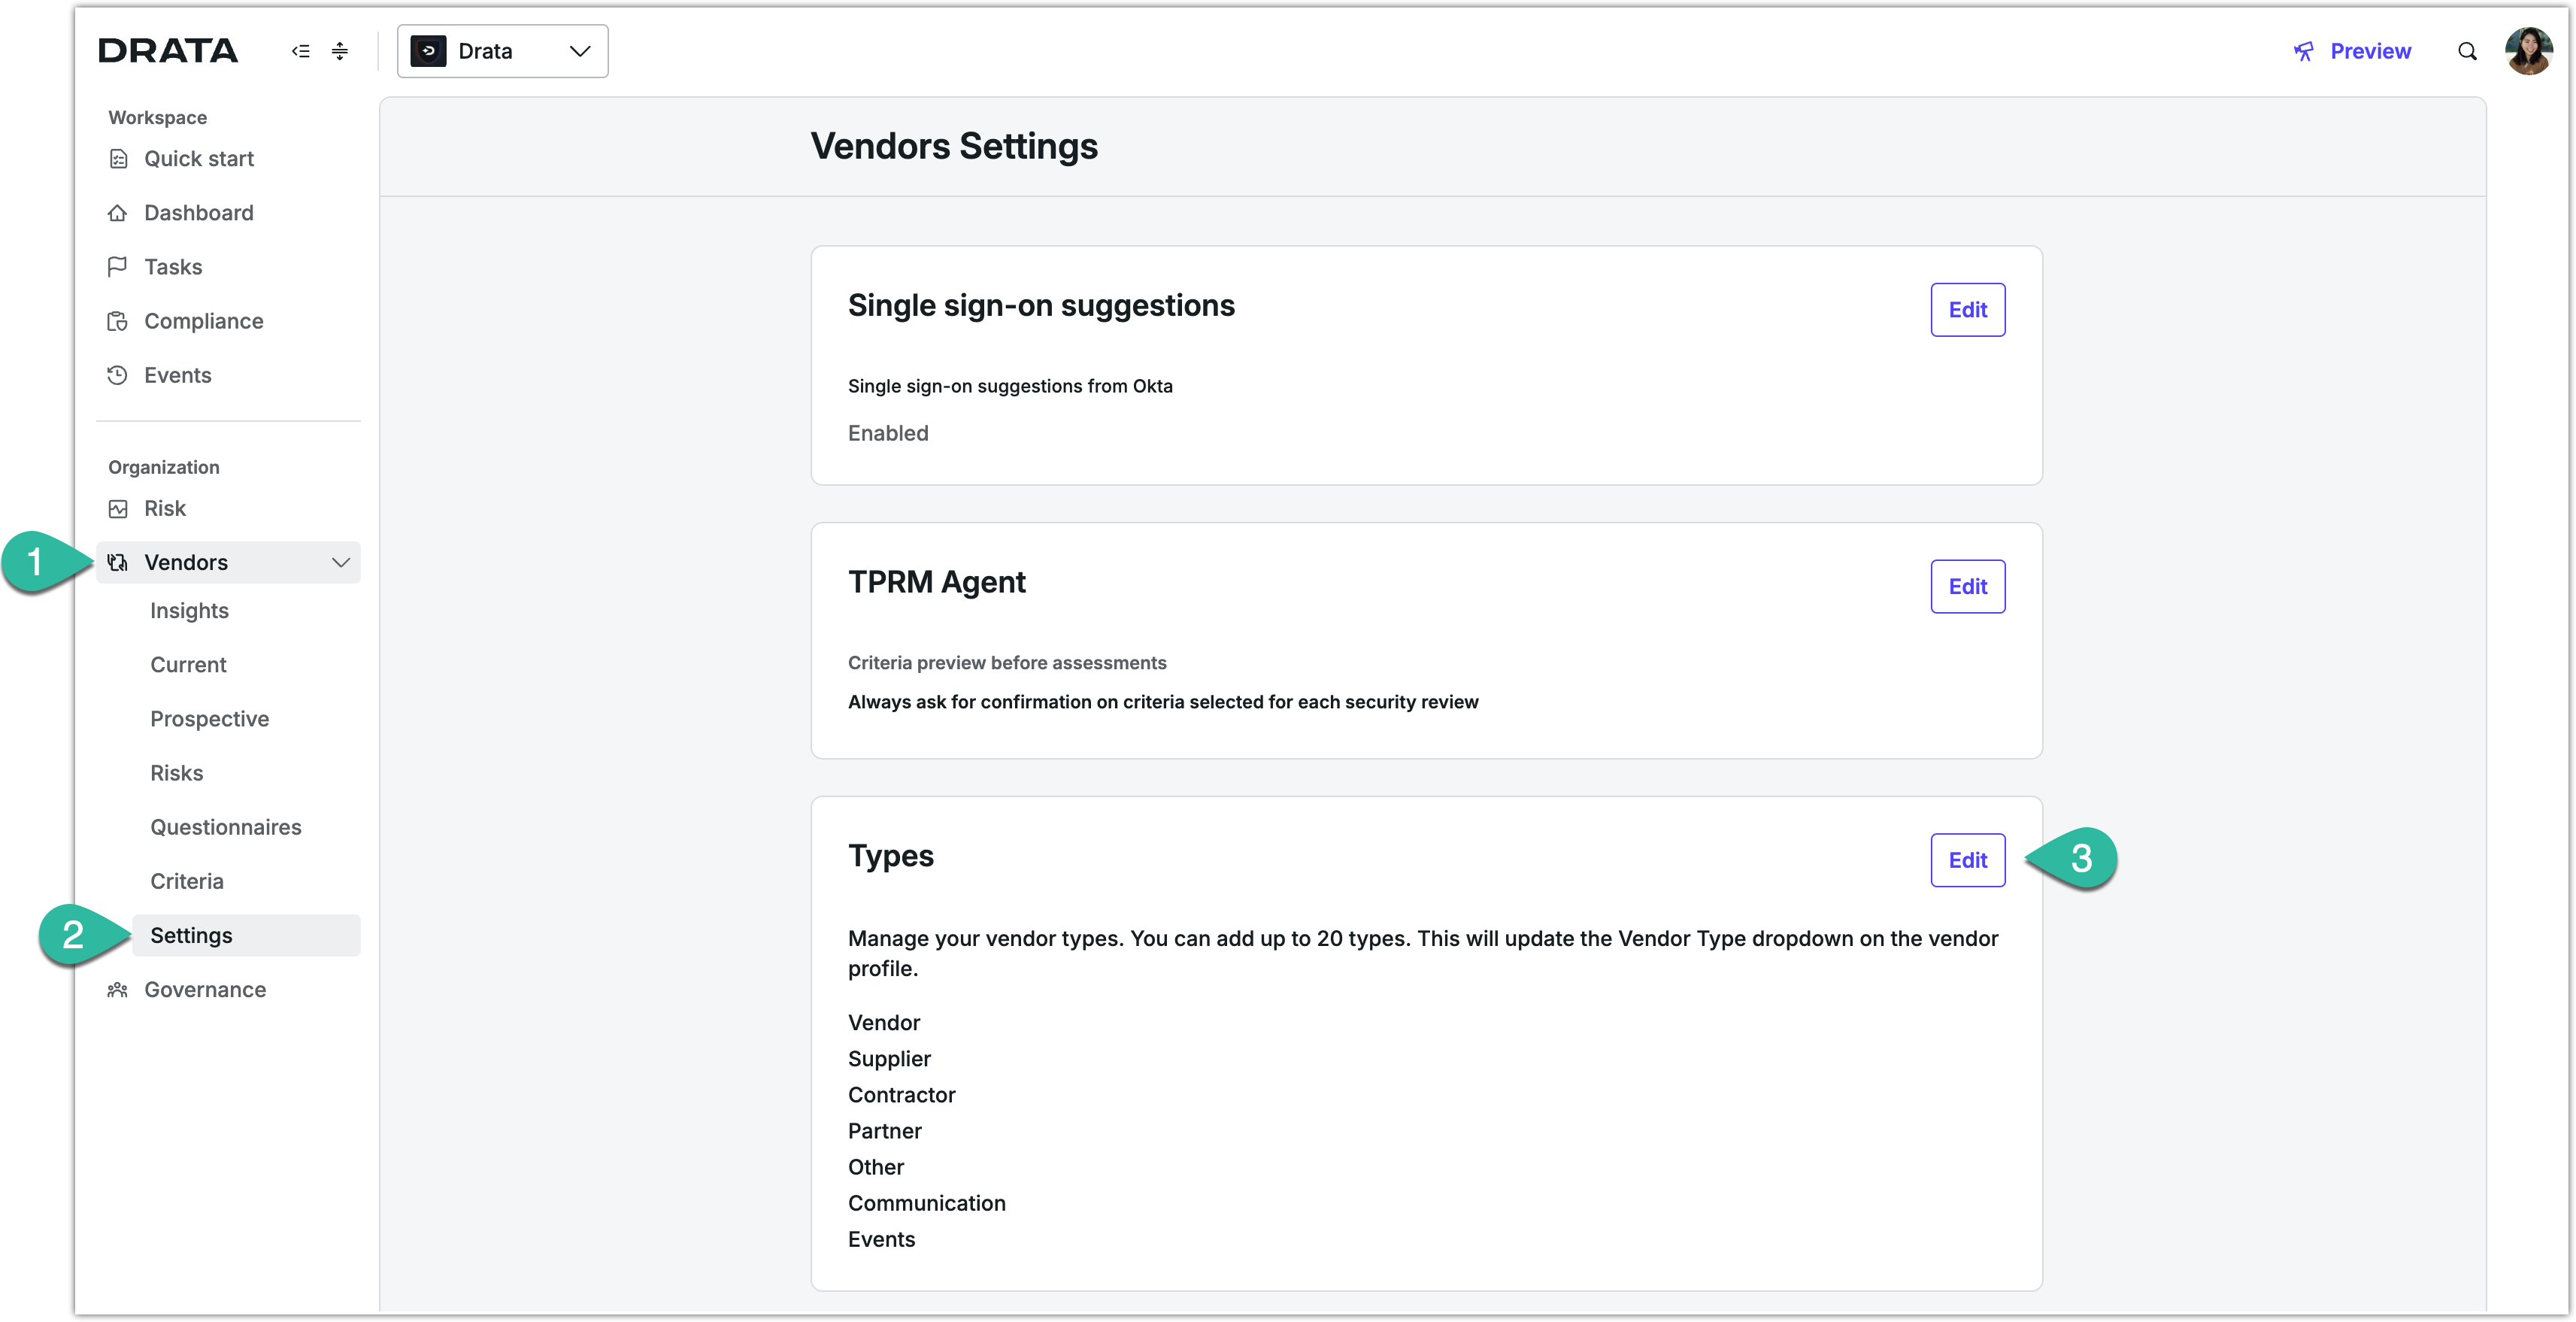 DRATA
Drata
Preview
Workspace
Quick start
Dashboard
Tasks
Compliance
Events
Organization
Risk
1
Vendors
Insights
Current
Prospective
Risks
Questionnaires
Criteria
2
Settings
Governance
Vendors Settings
Single sign-on suggestions
Edit
Single sign-on suggestions from Okta
Enabled
TPRM Agent
Edit
Criteria preview before assessments
Always ask for confirmation on criteria selected for each security review
Types
Edit
3
Manage your vendor types. You can add up to 20 types. This will update the Vendor Type dropdown on the vendor
profile.
Vendor
Supplier
Contractor
Partner
Other
Communication
Events